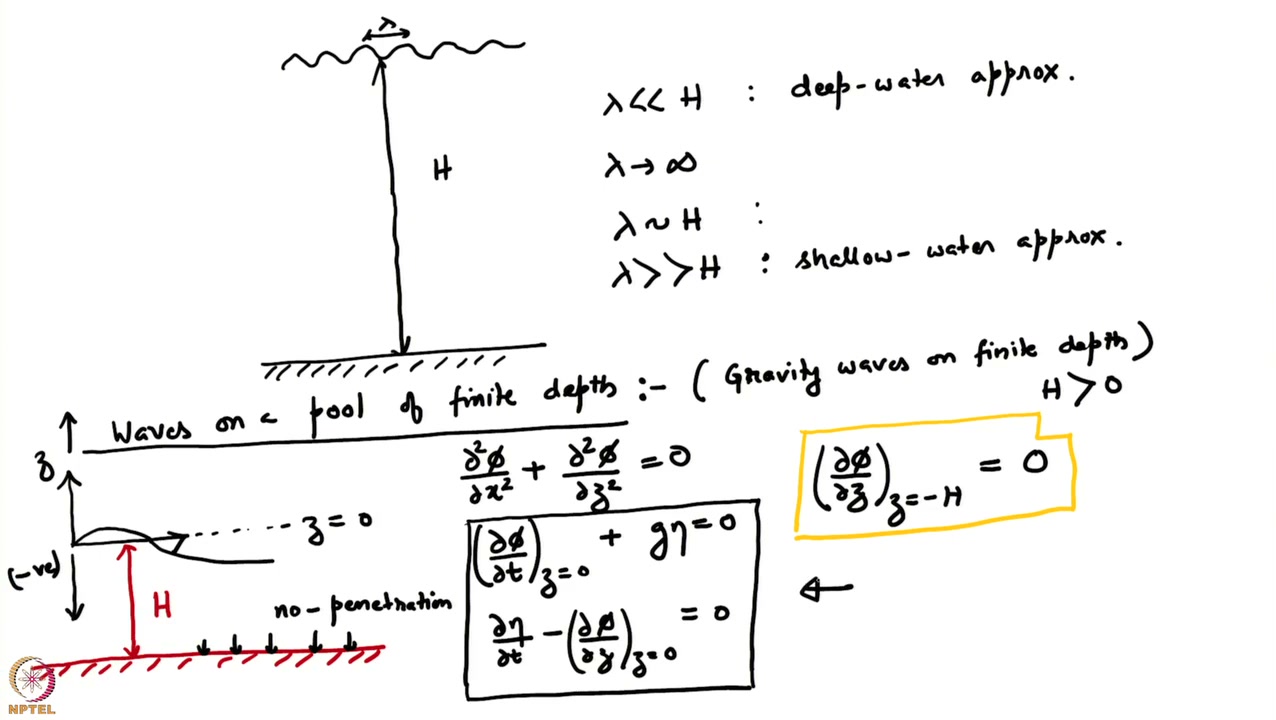 λ
H
λ<< H : deep-water approx.
λ→ ∞
λ ~ H :
λ>>H : shallow-water approx.
Waves on a pool of finite depth :- (Gravity waves on finite depth)
H > 0
z
∂²φ/∂x² + ∂²φ/∂z² = 0
(∂φ/∂z)_{z=-H} = 0
z = 0
(∂φ/∂t)_{z=0} + gη = 0
(-ve)
H
no-penetration
∂η/∂t - (∂φ/∂z)_{z=0} = 0
NPTEL